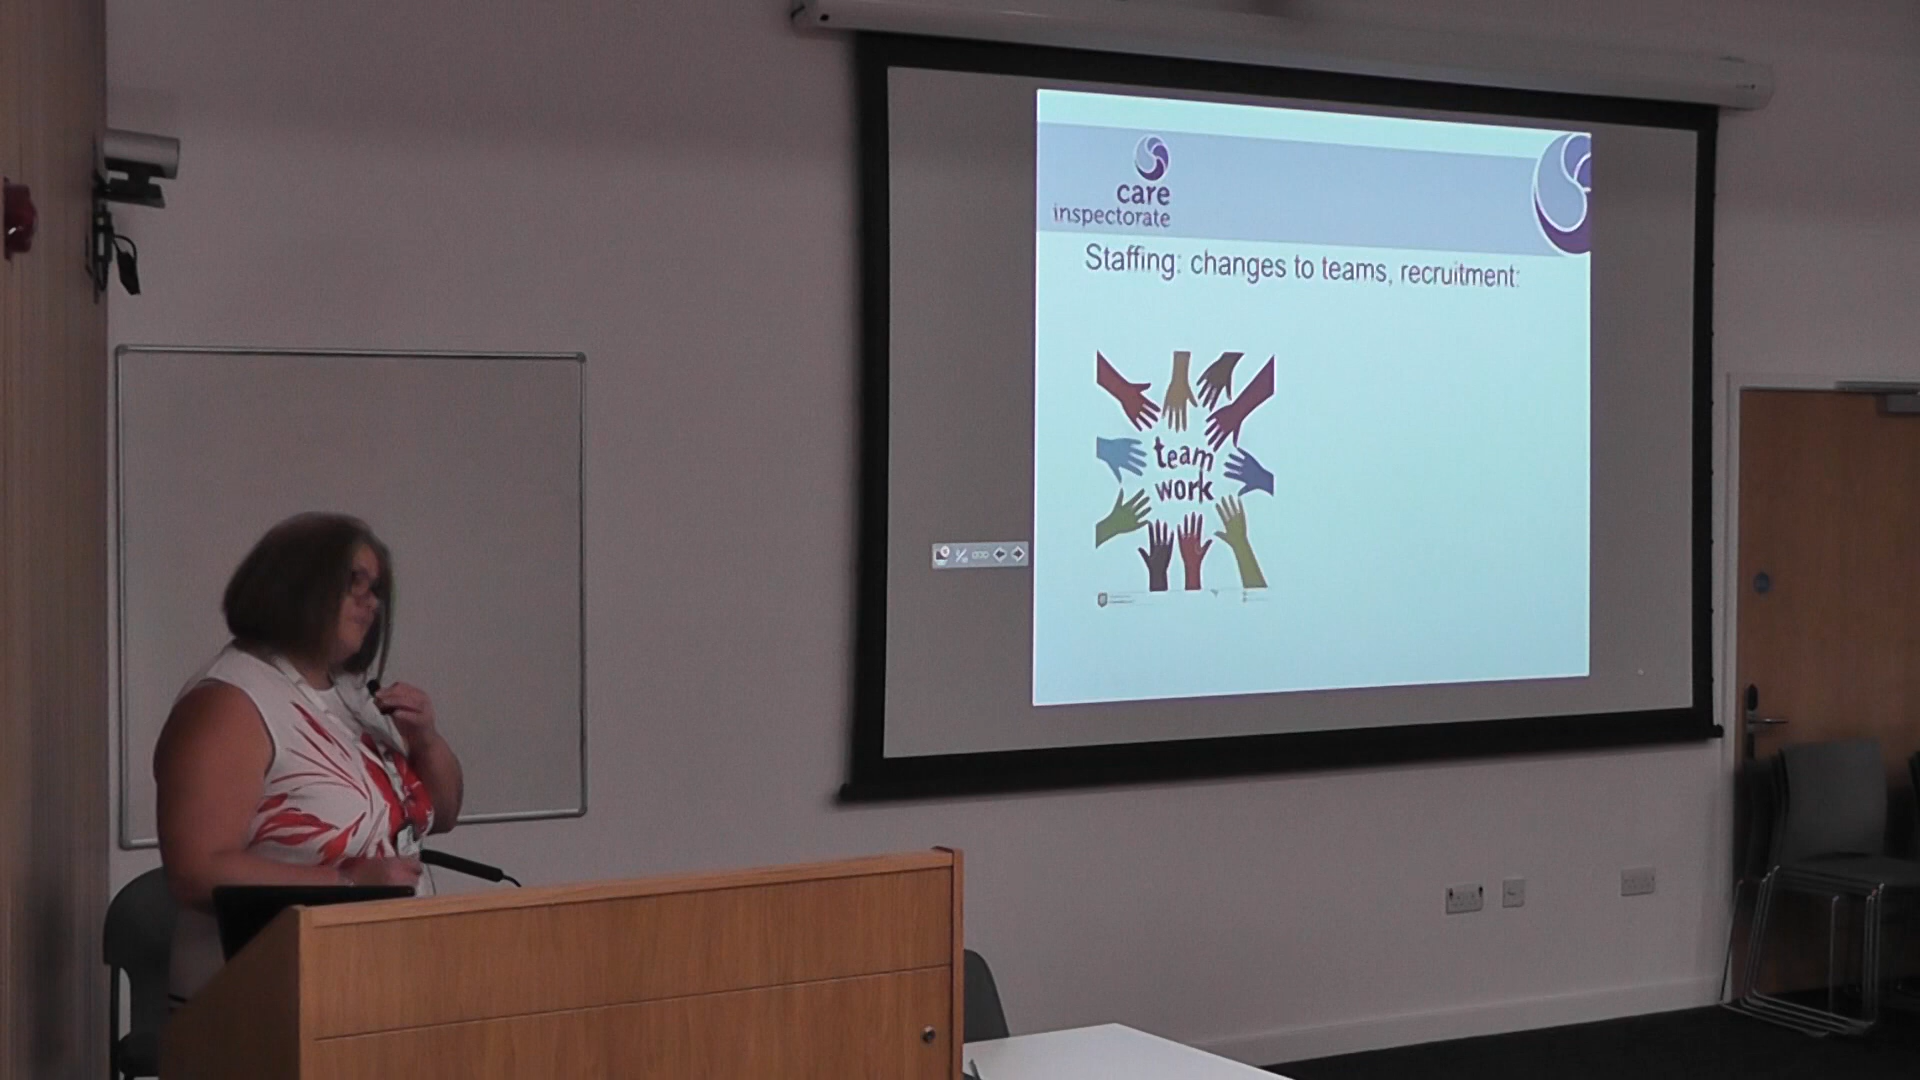 care
inspectorate
Staffing: changes to teams, recruitment:
team
work